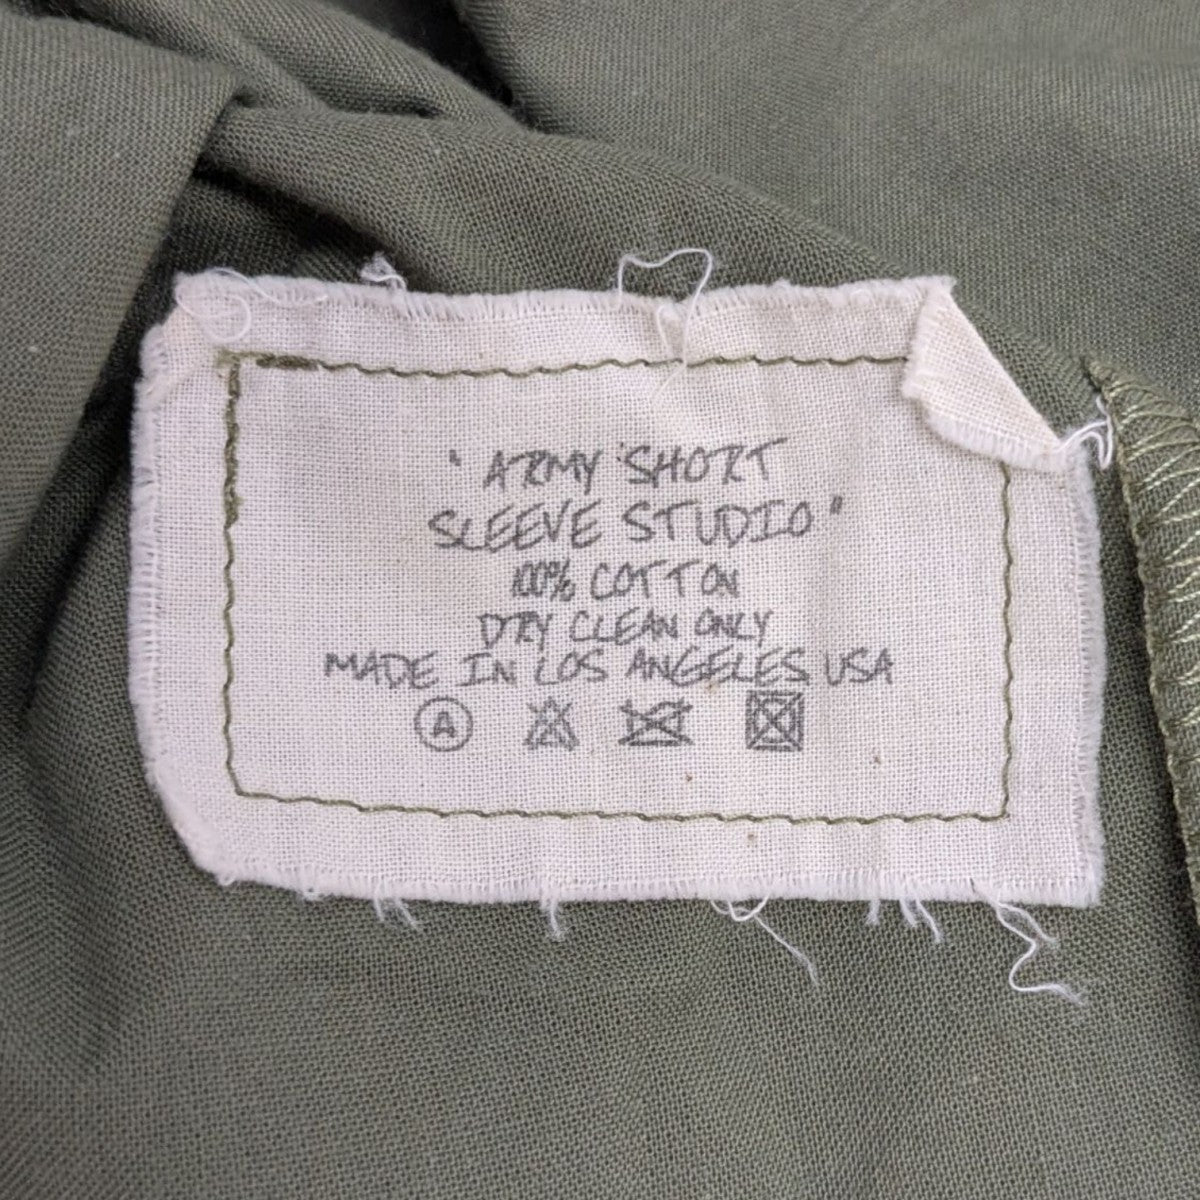 "ARMY SHORT
SLEEVE STUDIO"
100% COTTON
DRY CLEAN ONLY
MADE IN LOS ANGELES USA
A